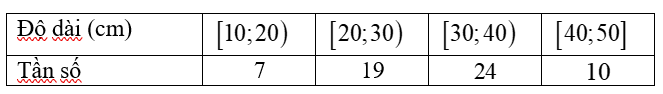 Độ dài (cm) [10;20) [20;30) [30;40) [40;50]
Tần số 7 19 24 10